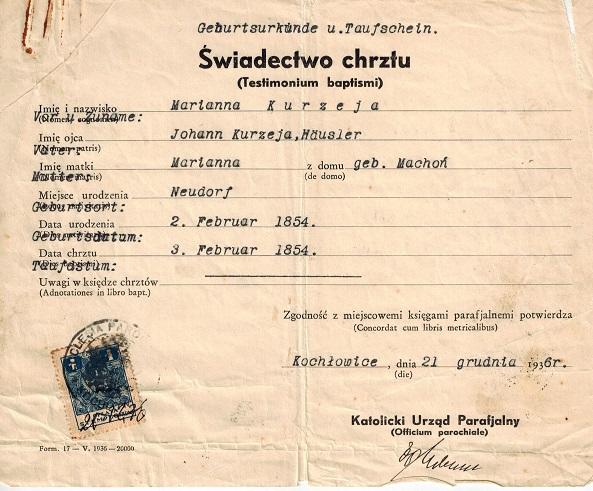 Geburtsurkunde u.Taufschein.
Świadectwo chrztu
(Testimonium baptismi)
Imię i nazwisko Marianna Kurzeja
Vor u.Zuname:
Imię ojca Johann Kurzeja,Häusler
Vater:
Imię matki Marianna z domu geb. Machoń
Mutter: (de domo)
Miejsce urodzenia Neudorf
Geburtsort:
Data urodzenia 2. Februar 1854.
Geburtsdatum:
Data chrztu 3. Februar 1854.
Taufdatum:
Uwagi w księdze chrztów
(Adnotationes in libro bapt.)
Zgodność z miejscowemi księgami parafjalnemi potwierdza
(Concordat cum libris metricalibus)
Kochłowice , dnia 21 grudnia 1936r.
(die)
Katolicki Urząd Parafjalny
(Officium parochiale)
Form. 17 — V. 1936 — 20000